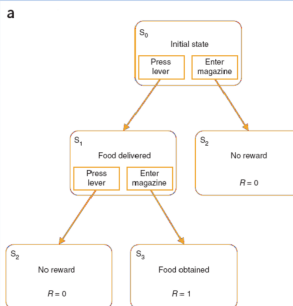 a
S0
Initial state
Press lever
Enter magazine
S1
Food delivered
Press lever
Enter magazine
S2
No reward
R = 0
S2
No reward
R = 0
S3
Food obtained
R = 1